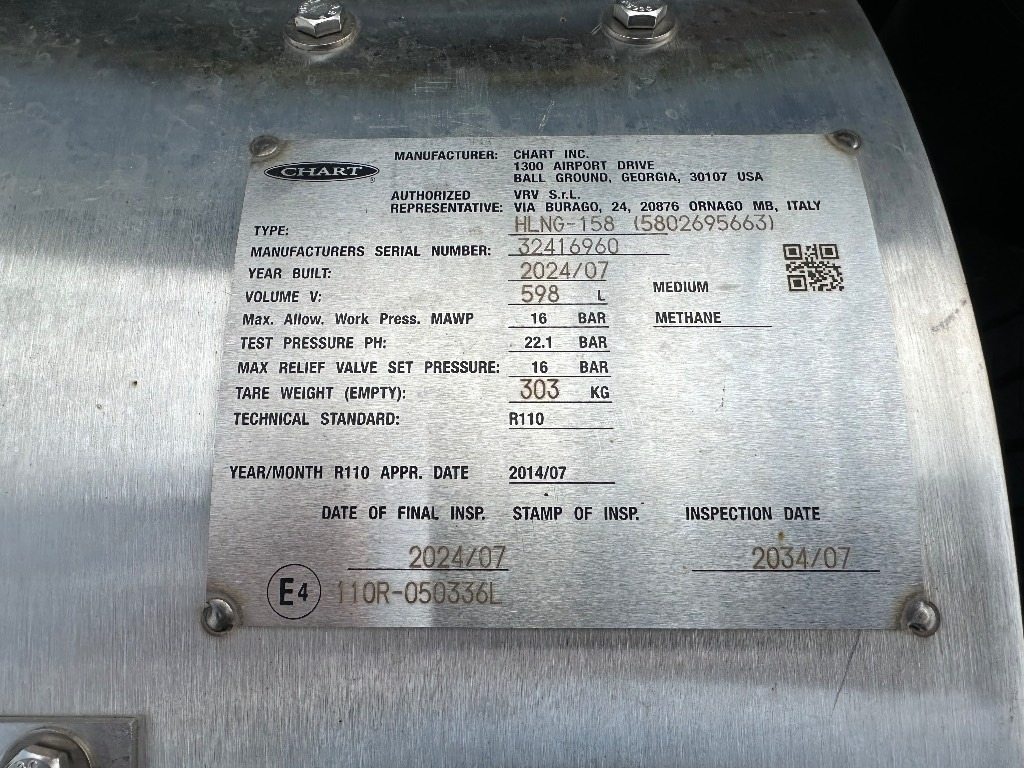 CHART
MANUFACTURER: CHART INC.
1300 AIRPORT DRIVE
BALL GROUND, GEORGIA, 30107 USA
AUTHORIZED REPRESENTATIVE: VRV S.r.L.
VIA BURAGO, 24, 20876 ORNAGO MB, ITALY
TYPE: HLNG-158 (5802695663)
MANUFACTURERS SERIAL NUMBER: 32416960
YEAR BUILT: 2024/07
VOLUME V: 598 L
MEDIUM
Max. Allow. Work Press. MAWP 16 BAR
METHANE
TEST PRESSURE PH: 22.1 BAR
MAX RELIEF VALVE SET PRESSURE: 16 BAR
TARE WEIGHT (EMPTY): 303 KG
TECHNICAL STANDARD: R110
YEAR/MONTH R110 APPR. DATE 2014/07
DATE OF FINAL INSP. STAMP OF INSP. INSPECTION DATE
2024/07 2034/07
E4 110R-050336L